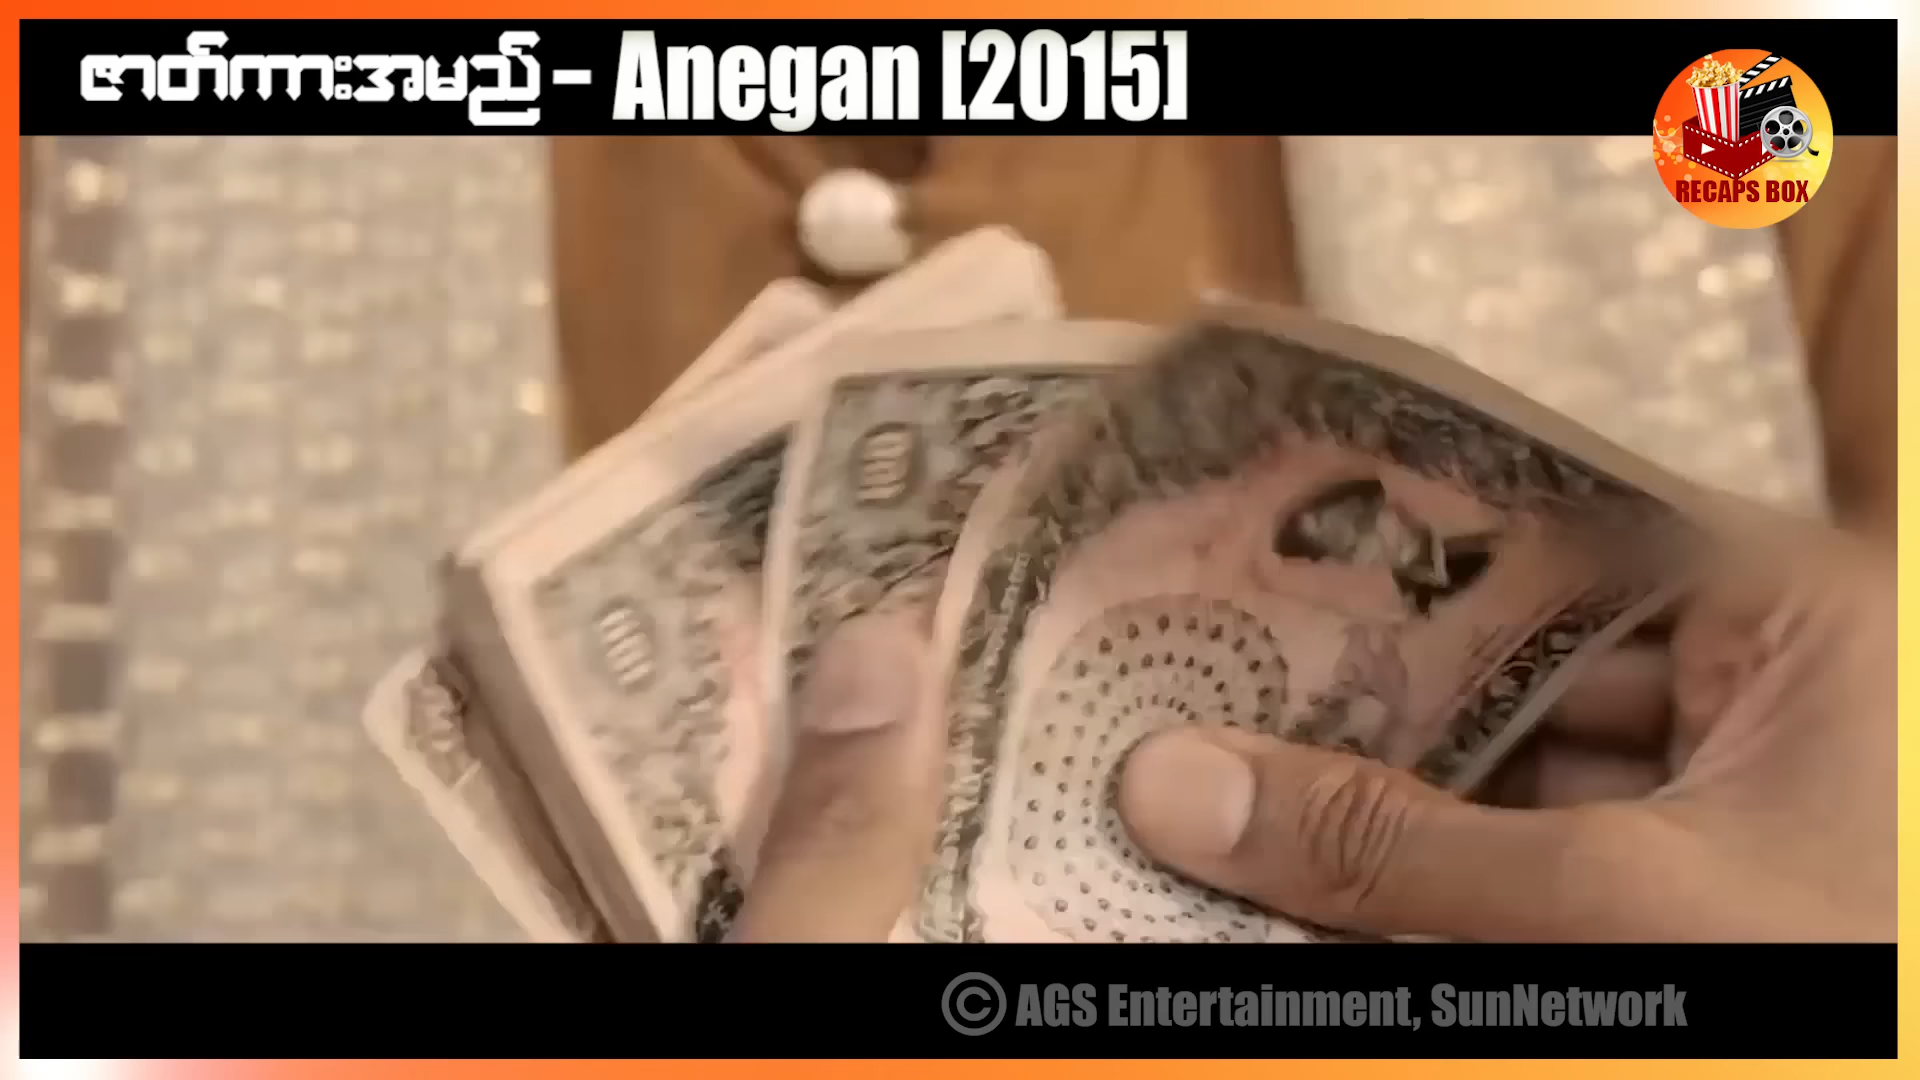 ဇာတ်ကားအမည် – Anegan [2015]
RECAPS BOX
© AGS Entertainment, SunNetwork